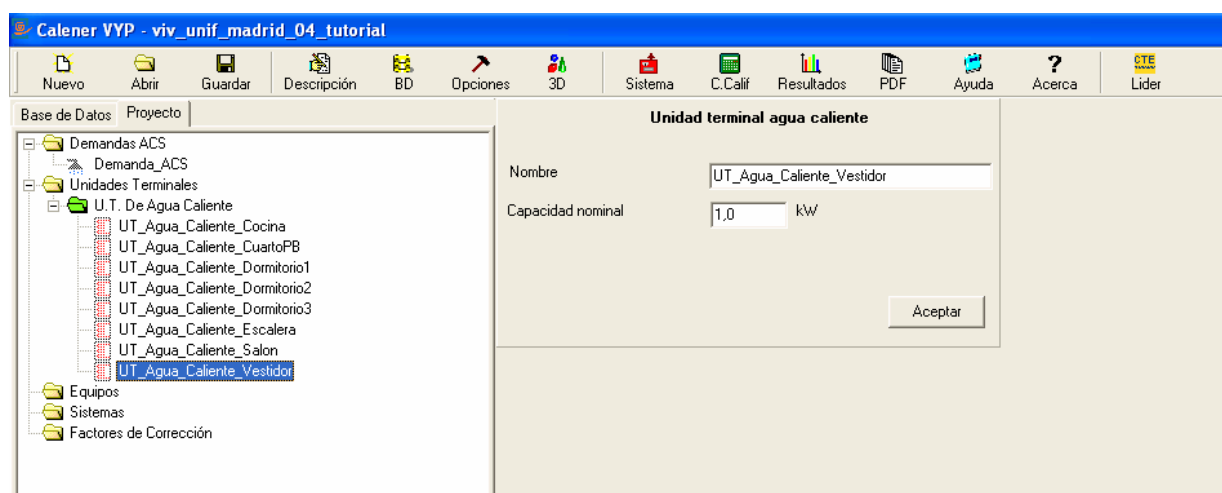 Calener VYP - viv_unif_madrid_04_tutorial
Nuevo Abrir Guardar Descripción BD Opciones 3D Sistema C.Calif Resultados PDF Ayuda Acerca CTE Lider
Base de Datos Proyecto
Demandas ACS
Demanda_ACS
Unidades Terminales
U.T. De Agua Caliente
UT_Agua_Caliente_Cocina
UT_Agua_Caliente_CuartoPB
UT_Agua_Caliente_Dormitorio1
UT_Agua_Caliente_Dormitorio2
UT_Agua_Caliente_Dormitorio3
UT_Agua_Caliente_Escalera
UT_Agua_Caliente_Salon
UT_Agua_Caliente_Vestidor
Equipos
Sistemas
Factores de Corrección
Unidad terminal agua caliente
Nombre UT_Agua_Caliente_Vestidor
Capacidad nominal 1,0 kW
Aceptar